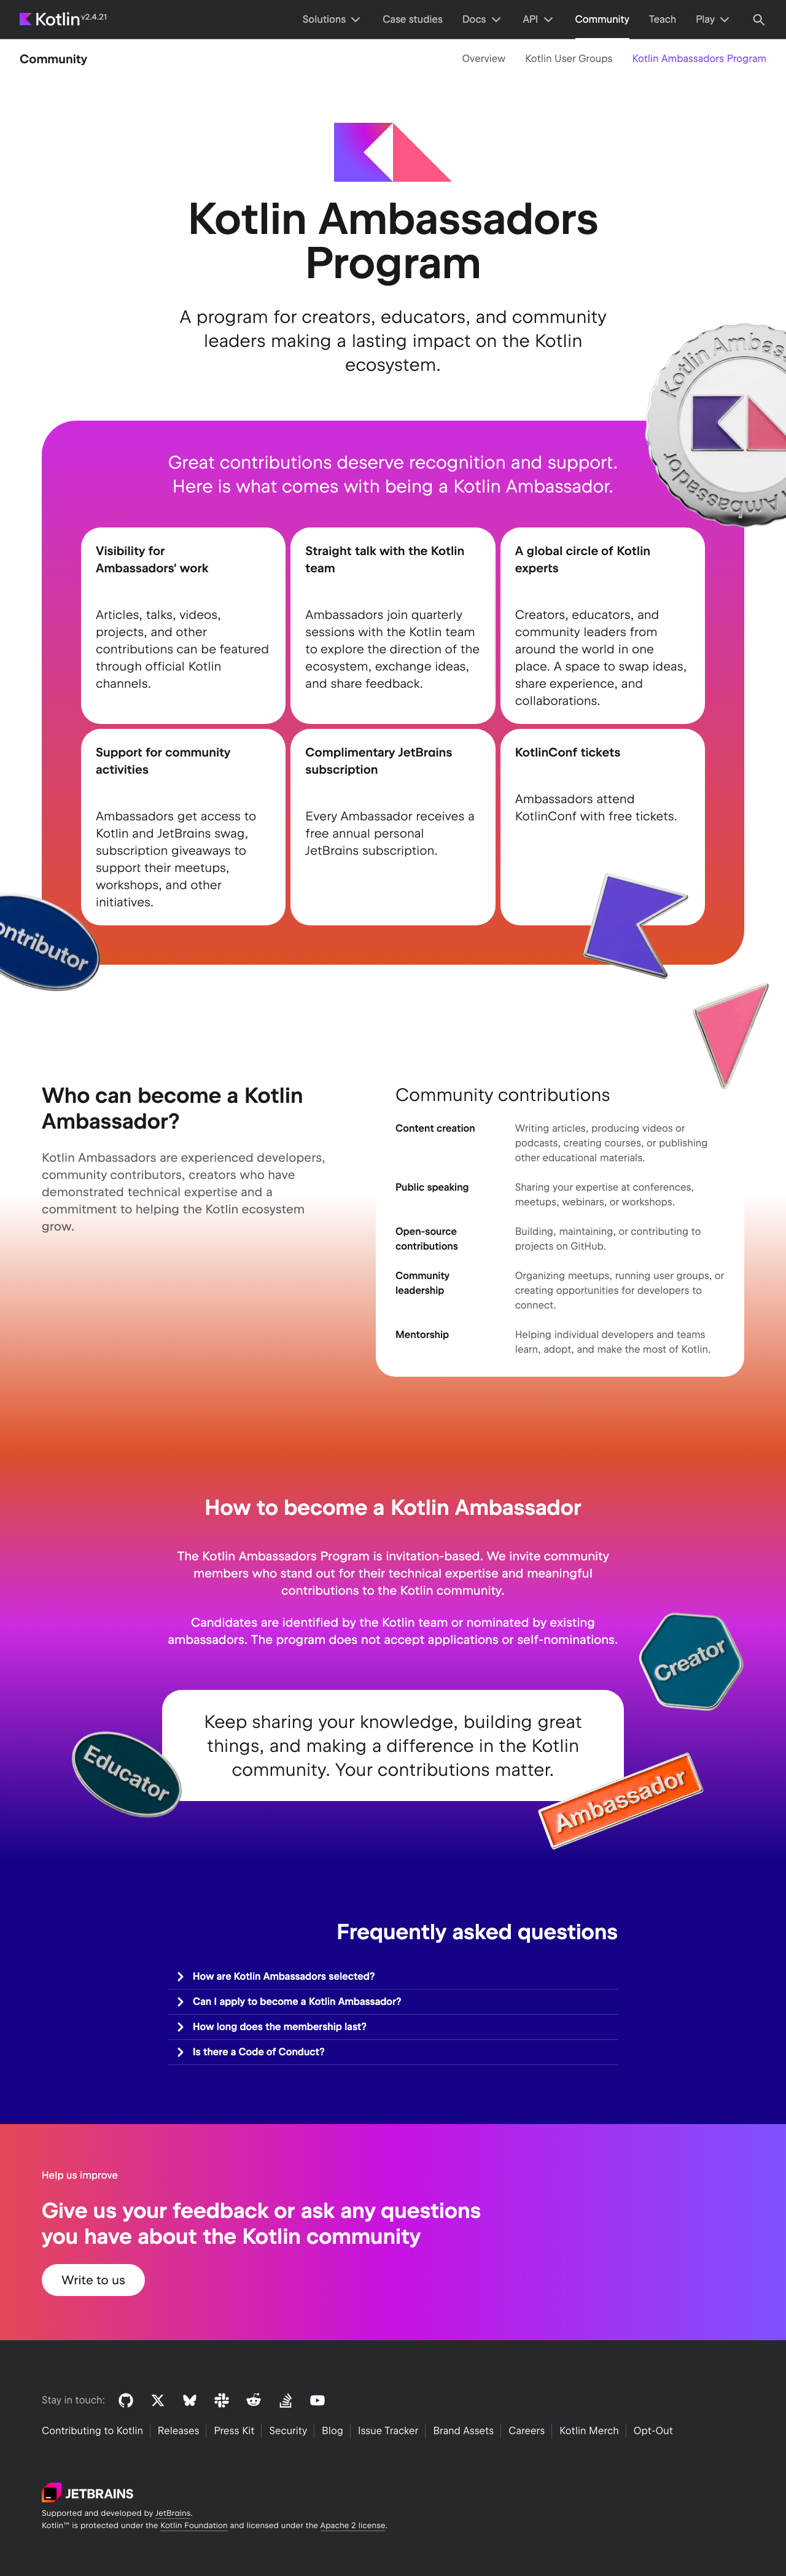 Kotlin v2.4.21
Solutions Case studies Docs API Community Teach Play
Community
Overview Kotlin User Groups Kotlin Ambassadors Program
Kotlin Ambassadors
Program
A program for creators, educators, and community
leaders making a lasting impact on the Kotlin
ecosystem.
Kotlin Ambas
Ambassador
Great contributions deserve recognition and support.
Here is what comes with being a Kotlin Ambassador.
Visibility for
Ambassadors' work
Articles, talks, videos,
projects, and other
contributions can be featured
through official Kotlin
channels.
Straight talk with the Kotlin
team
Ambassadors join quarterly
sessions with the Kotlin team
to explore the direction of the
ecosystem, exchange ideas,
and share feedback.
A global circle of Kotlin
experts
Creators, educators, and
community leaders from
around the world in one
place. A space to swap ideas,
share experience, and
collaborations.
Support for community
activities
Ambassadors get access to
Kotlin and JetBrains swag,
subscription giveaways to
support their meetups,
workshops, and other
initiatives.
Complimentary JetBrains
subscription
Every Ambassador receives a
free annual personal
JetBrains subscription.
KotlinConf tickets
Ambassadors attend
KotlinConf with free tickets.
ontributor
Who can become a Kotlin
Ambassador?
Kotlin Ambassadors are experienced developers,
community contributors, creators who have
demonstrated technical expertise and a
commitment to helping the Kotlin ecosystem
grow.
Community contributions
Content creation
Writing articles, producing videos or
podcasts, creating courses, or publishing
other educational materials.
Public speaking
Sharing your expertise at conferences,
meetups, webinars, or workshops.
Open-source
contributions
Building, maintaining, or contributing to
projects on GitHub.
Community
leadership
Organizing meetups, running user groups, or
creating opportunities for developers to
connect.
Mentorship
Helping individual developers and teams
learn, adopt, and make the most of Kotlin.
How to become a Kotlin Ambassador
The Kotlin Ambassadors Program is invitation-based. We invite community
members who stand out for their technical expertise and meaningful
contributions to the Kotlin community.
Candidates are identified by the Kotlin team or nominated by existing
ambassadors. The program does not accept applications or self-nominations.
Creator
Keep sharing your knowledge, building great
things, and making a difference in the Kotlin
community. Your contributions matter.
Educator
Ambassador
Frequently asked questions
How are Kotlin Ambassadors selected?
Can I apply to become a Kotlin Ambassador?
How long does the membership last?
Is there a Code of Conduct?
Help us improve
Give us your feedback or ask any questions
you have about the Kotlin community
Write to us
Stay in touch:
Contributing to Kotlin Releases Press Kit Security Blog Issue Tracker Brand Assets Careers Kotlin Merch Opt-Out
JETBRAINS
Supported and developed by JetBrains.
Kotlin™ is protected under the Kotlin Foundation and licensed under the Apache 2 license.